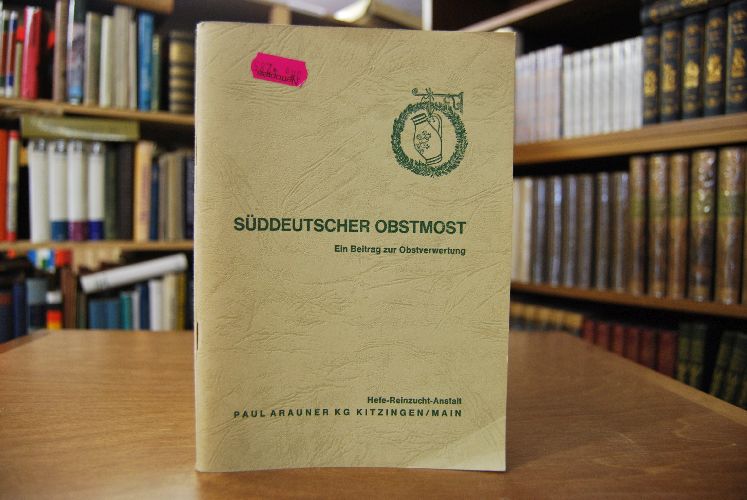 SÜDDEUTSCHER OBSTMOST
Ein Beitrag zur Obstverwertung
Hefe-Reinzucht-Anstalt
PAUL ARAUNER KG KITZINGEN/MAIN